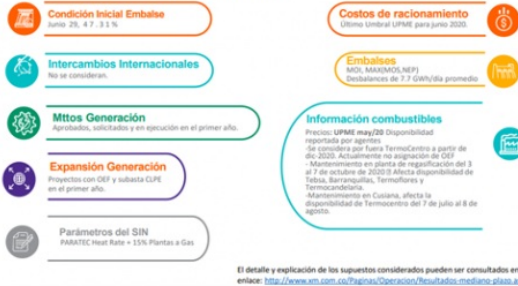 Condición Inicial Embalse
Junio 29, 47.31%
Intercambios Internacionales
No se consideran.
Mttos Generación
Aprobados, solicitados y en ejecución en el primer año.
Expansión Generación
Proyectos con OEF y subasta CLPE
en el primer año.
Parámetros del SIN
PARATEC Heat Rate + 15% Plantas a Gas
Costos de racionamiento
Último Umbral UPME para junio 2020.
Embalses
MOI, MAX(MOS,NEP)
Desbalances de 7.7 GWh/día promedio
Información combustibles
Precios: UPME may/20 Disponibilidad
reportada por agentes
-Se considera por fuera TermoCentro a partir de
dic-2020. Actualmente no asignación de OEF
- Mantenimiento en planta de regasificación del 3
al 7 de octubre de 2020 Afecta disponibilidad de
Tebsa, Barranquillas, Termoflores y
Termocandelaria.
-Mantenimiento en Cusiana, afecta la
disponibilidad de Termocentro del 7 de julio al 8 de
agosto.
El detalle y explicación de los supuestos considerados pueden ser consultados en
enlace: http://www.xm.com.co/Paginas/Operacion/Resultados-mediano-plazo.a